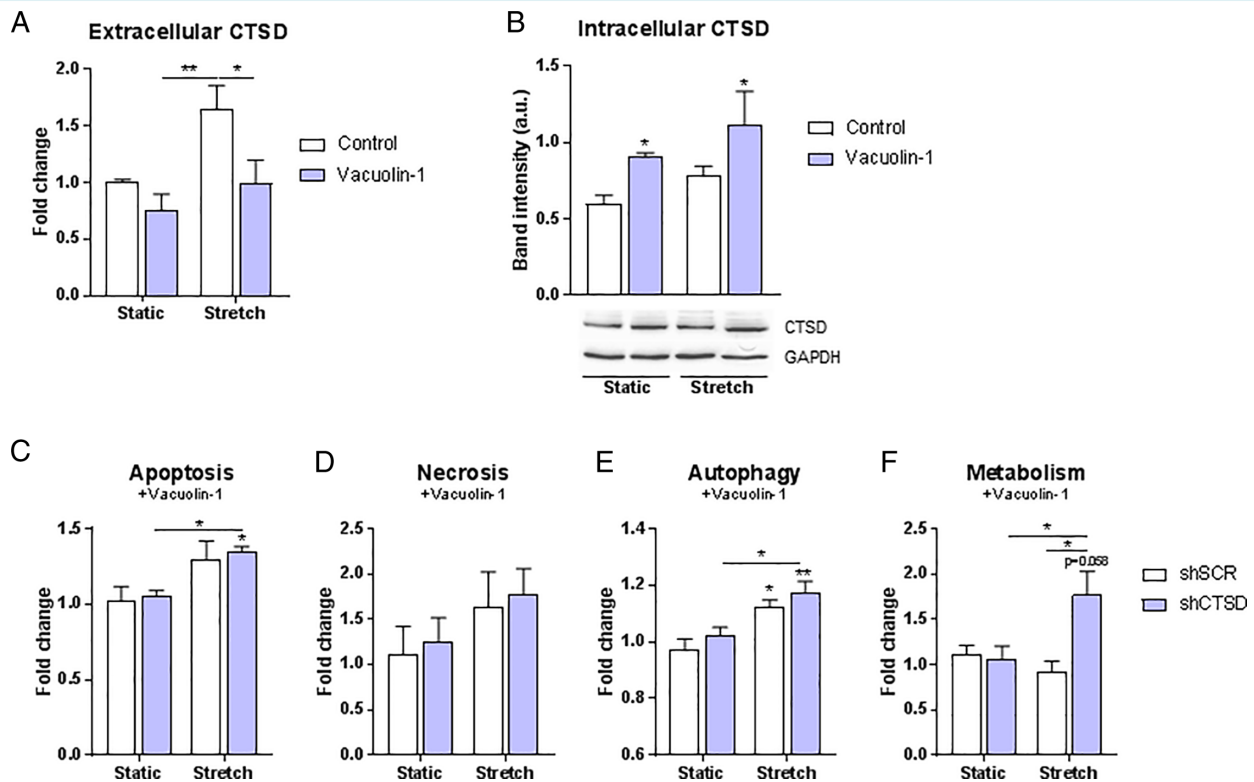 A
Extracellular CTSD
Fold change
2.0
1.5
1.0
0.5
0.0
** *
Static Stretch
Control
Vacuolin-1
B
Intracellular CTSD
Band intensity (a.u.)
1.5
1.0
0.5
0.0
* *
Control
Vacuolin-1
CTSD
GAPDH
Static Stretch
C
Apoptosis
+Vacuolin-1
Fold change
1.5
1.0
0.5
0.0
*
*
Static Stretch
D
Necrosis
+Vacuolin-1
Fold change
2.5
2.0
1.5
1.0
0.5
0.0
Static Stretch
E
Autophagy
+Vacuolin-1
Fold change
1.4
1.2
1.0
0.8
0.6
*
* **
Static Stretch
F
Metabolism
+Vacuolin-1
Fold change
2.5
2.0
1.5
1.0
0.5
0.0
*
*
p=0.058
Static Stretch
shSCR
shCTSD